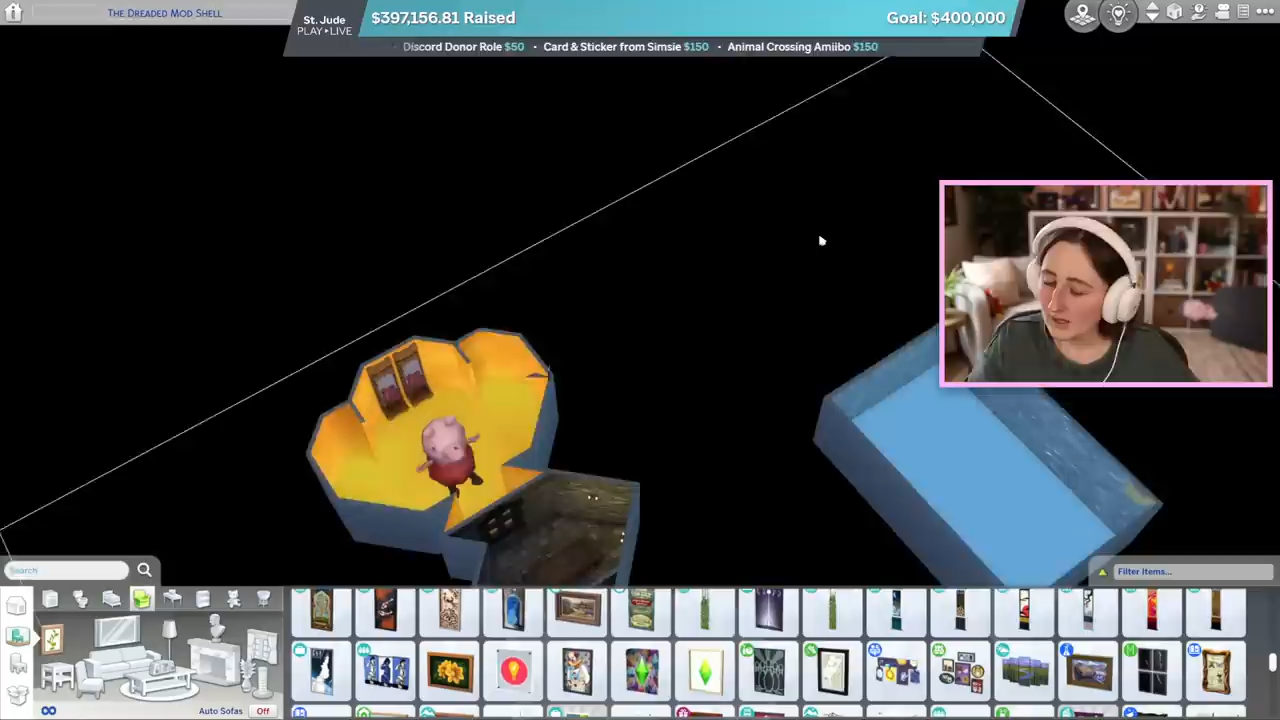 THE DREADED MOD SHELL
St. Jude
PLAY LIVE
$397,156.81 Raised
Goal: $400,000
Discord Donor Role $50 • Card & Sticker from Simsie $150 • Animal Crossing Amiibo $150
Search
Filter Items...
Auto Sofas
Off